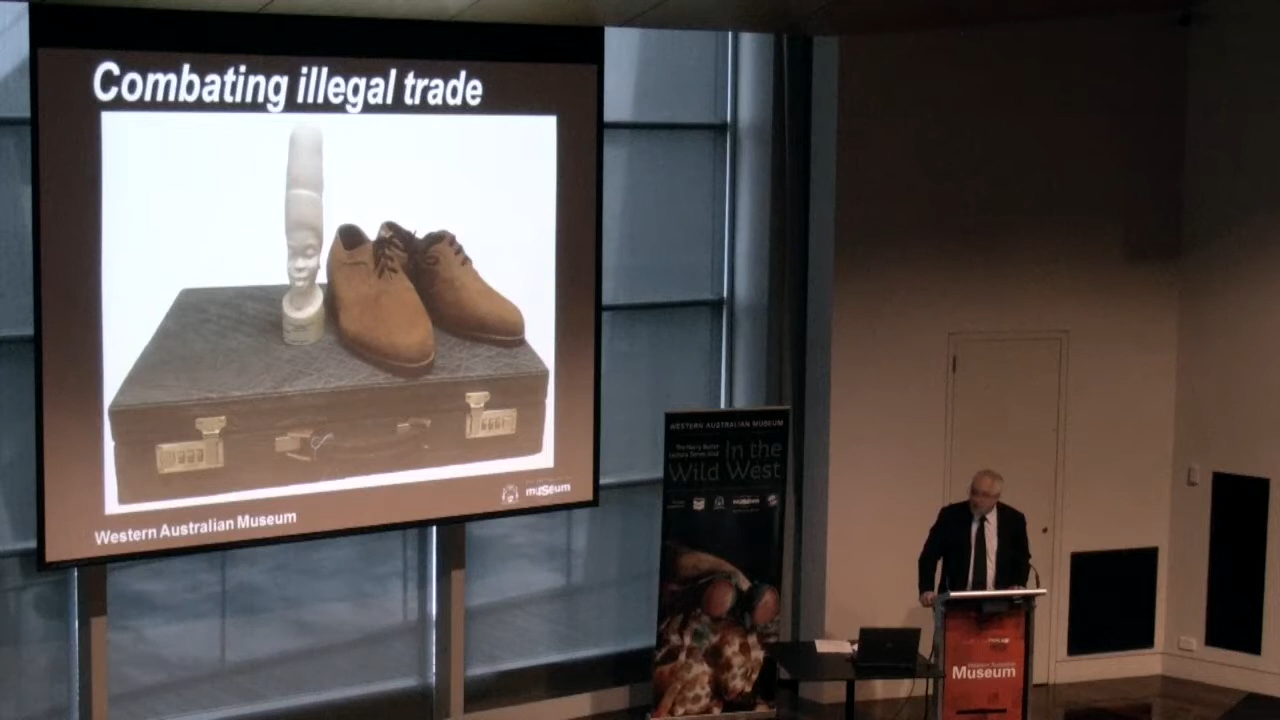 Combating illegal trade
museum
Western Australian Museum
WESTERN AUSTRALIAN MUSEUM
In the
Wild West
Museum